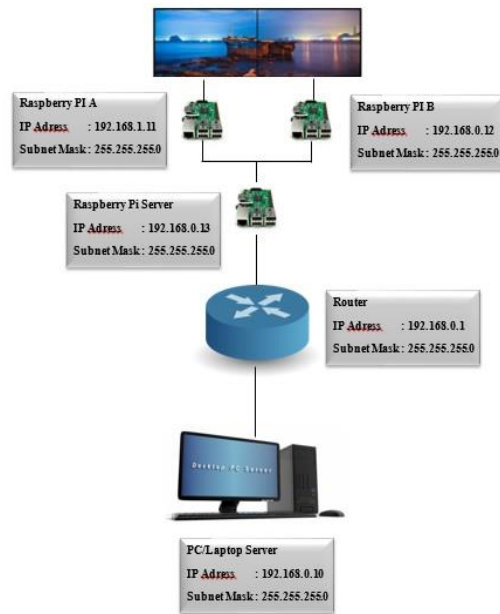 Raspberry PI A
IP Adress : 192.168.1.11
Subnet Mask : 255.255.255.0
Raspberry PI B
IP Adress : 192.168.0.12
Subnet Mask : 255.255.255.0
Raspberry Pi Server
IP Adress : 192.168.0.13
Subnet Mask : 255.255.255.0
Router
IP Adress : 192.168.0.1
Subnet Mask : 255.255.255.0
Desktop PC Server
PC/Laptop Server
IP Adress : 192.168.0.10
Subnet Mask : 255.255.255.0